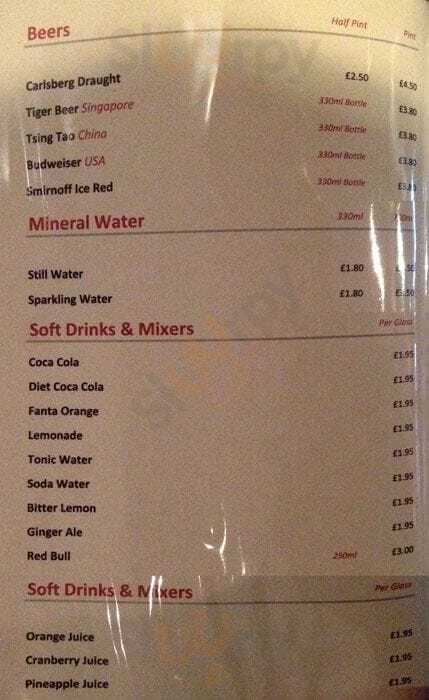 Beers Half Pint Pint
Carlsberg Draught £2.50 £4.50
Tiger Beer Singapore 330ml Bottle £3.80
Tsing Tao China 330ml Bottle £3.80
Budweiser USA 330ml Bottle £3.80
Smirnoff Ice Red 330ml Bottle
Mineral Water 330ml
Still Water £1.80
Sparkling Water £1.80
Soft Drinks & Mixers Per Glass
Coca Cola £1.95
Diet Coca Cola £1.95
Fanta Orange £1.95
Lemonade £1.95
Tonic Water £1.95
Soda Water £1.95
Bitter Lemon £1.95
Ginger Ale £1.95
Red Bull 250ml £3.00
Soft Drinks & Mixers Per Glass
Orange Juice £1.95
Cranberry Juice £1.95
Pineapple Juice £1.95